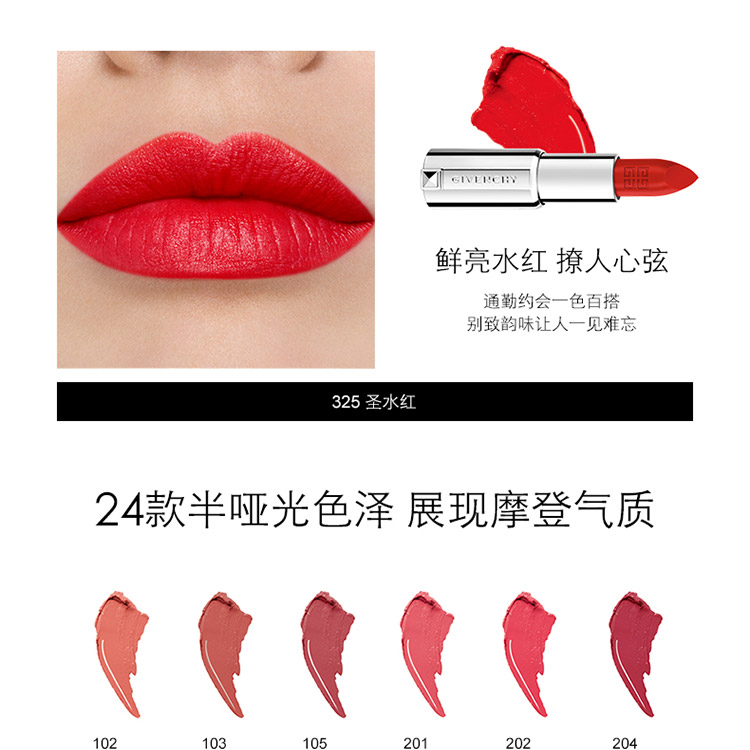 GIVENCHY
鲜亮水红 撩人心弦
通勤约会一色百搭
别致韵味让人一见难忘
325 圣水红
24款半哑光色泽 展现摩登气质
102 103 105 201 202 204